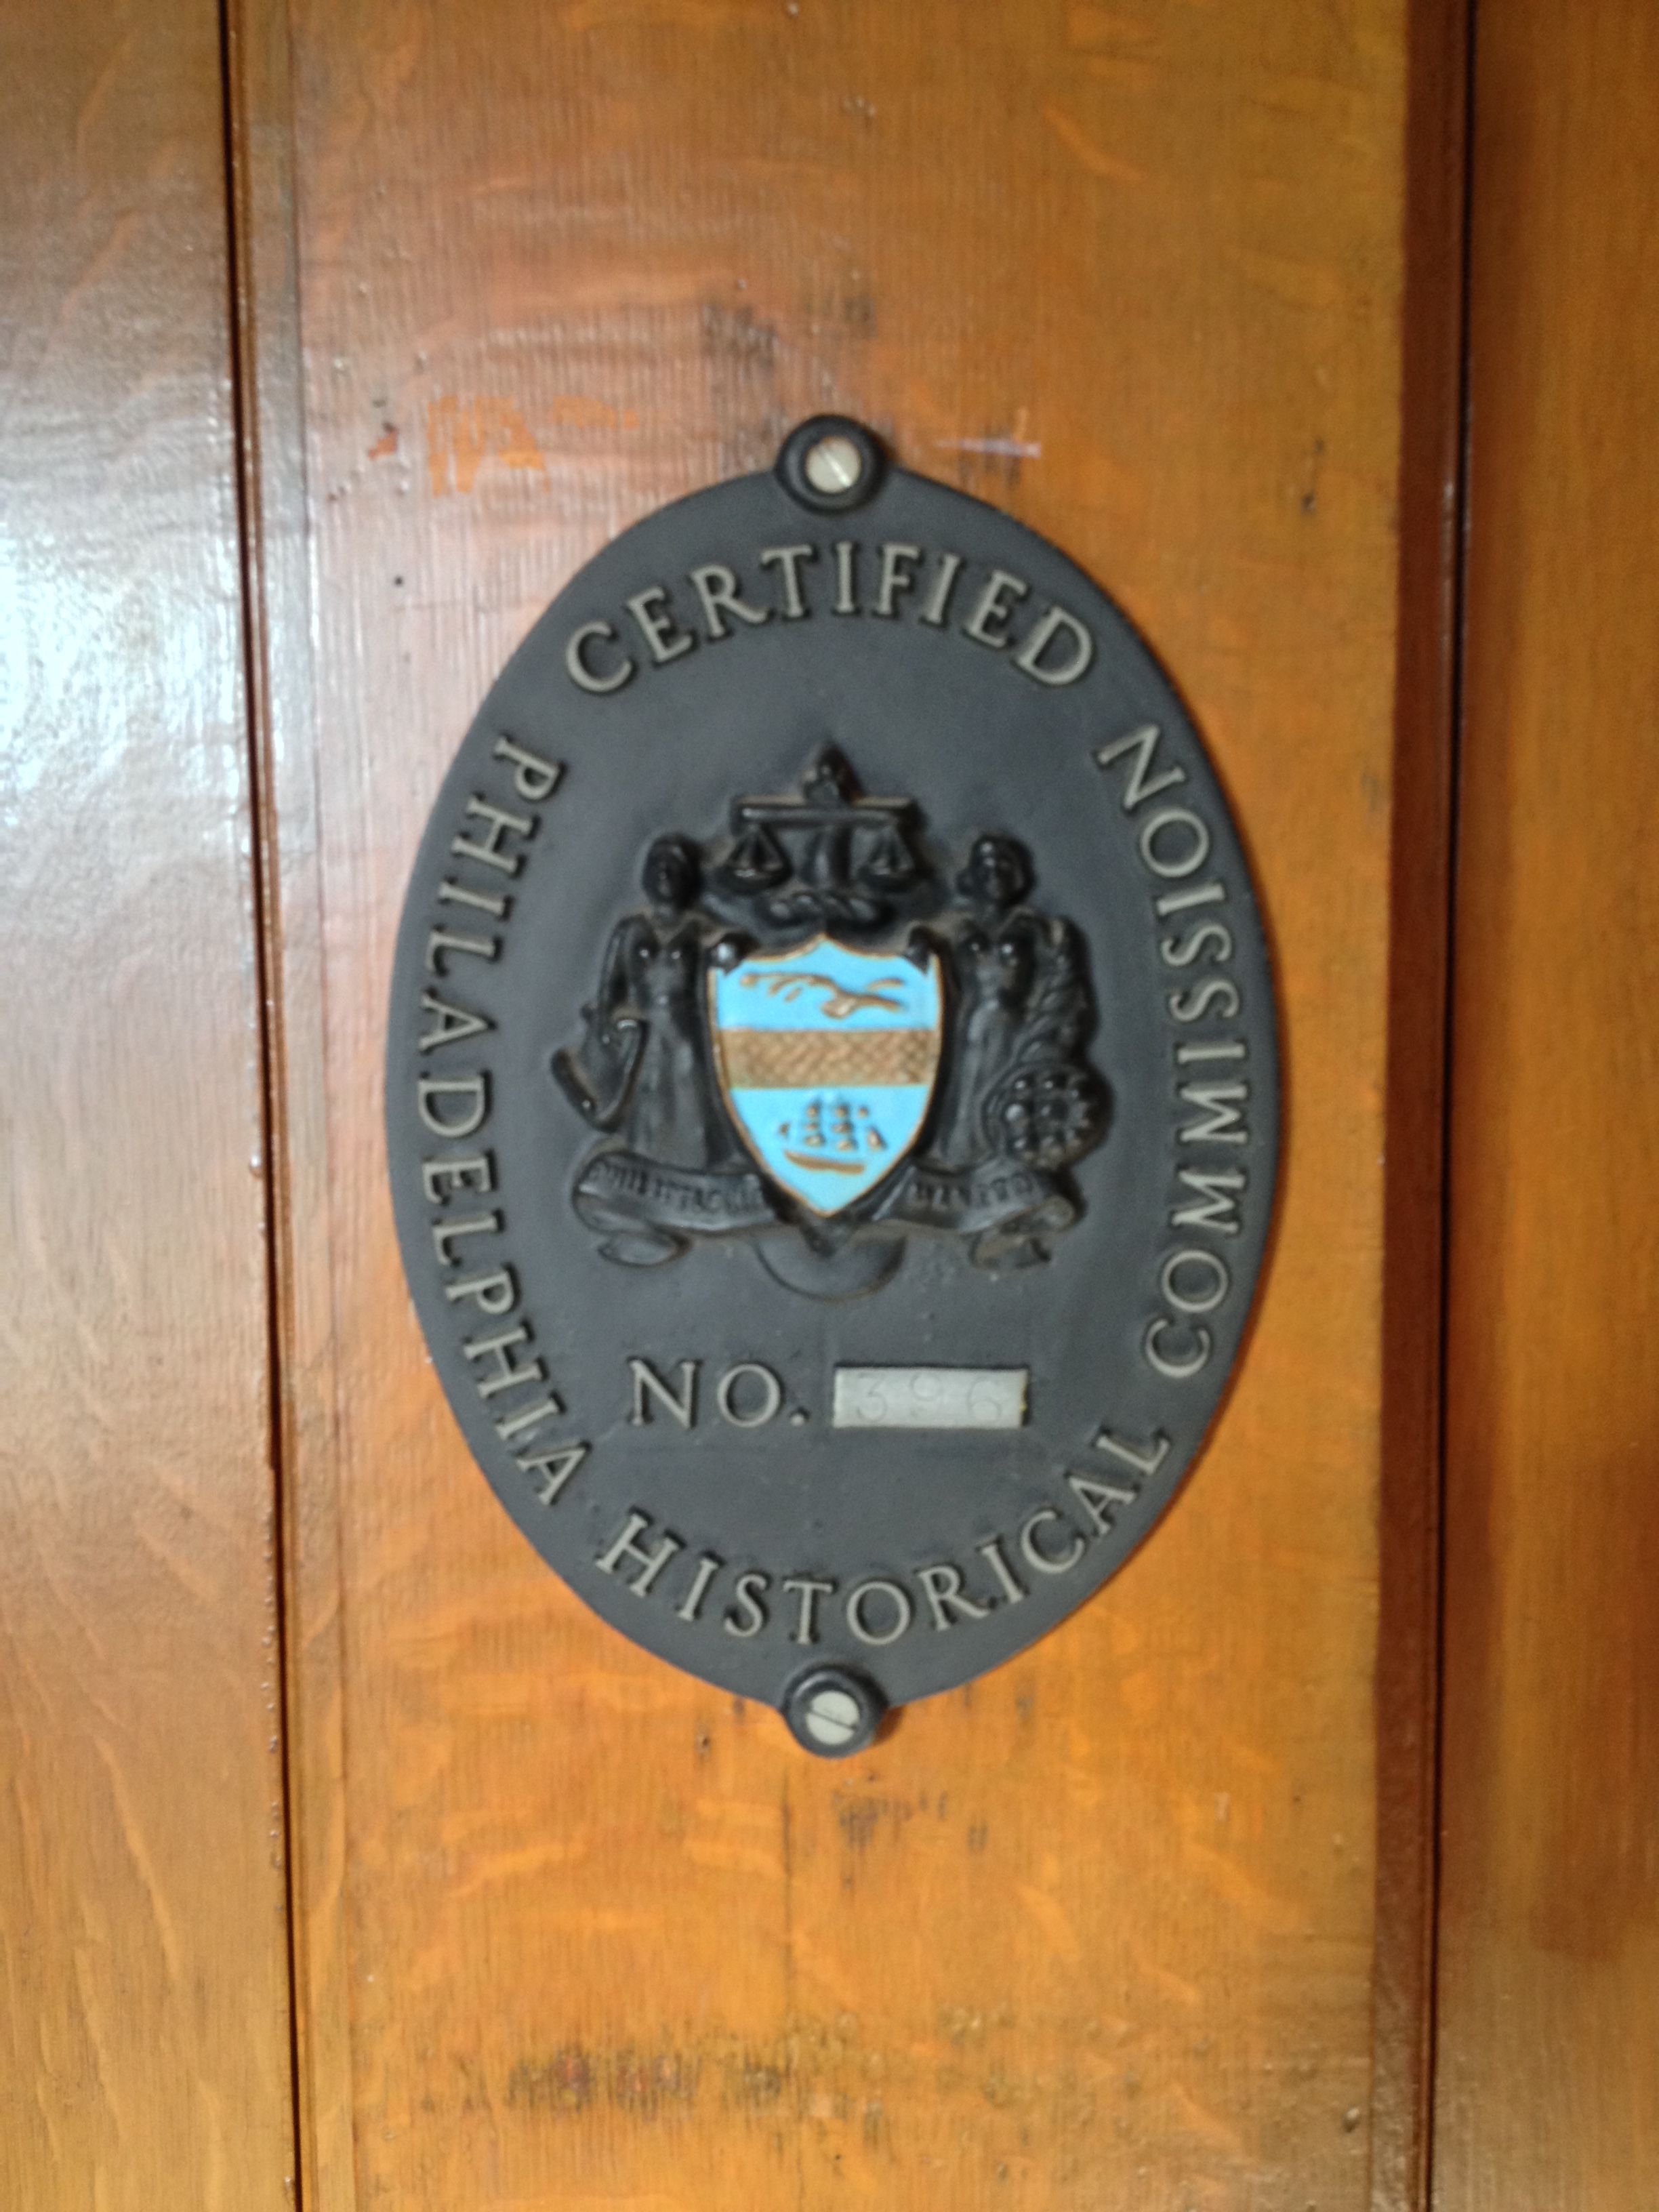 CERTIFIED
PHILADELPHIA HISTORICAL COMMISSION
NO. 396